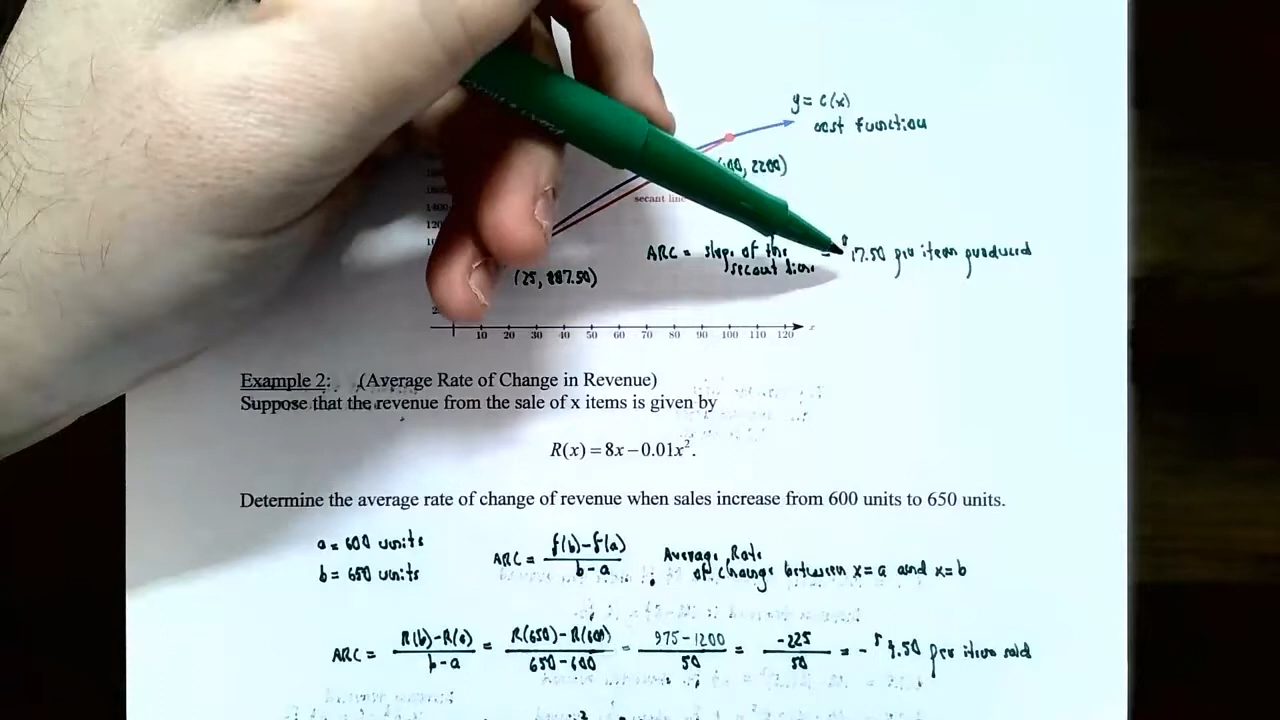 y = C(x)
cost function
, 2200)
secant line
ARC = slope of the
secant line
= $17.50 per item produced
(25, 887.50)
10 20 30 40 50 60 70 80 90 100 110 120 x
Example 2: (Average Rate of Change in Revenue)
Suppose that the revenue from the sale of x items is given by
R(x) = 8x − 0.01x².
Determine the average rate of change of revenue when sales increase from 600 units to 650 units.
a = 600 units
b = 650 units
ARC = f(b) - f(a) / b - a ; Average Rate
of change between x = a and x = b
ARC = R(b) - R(a) / b - a = R(650) - R(600) / 650 - 600 = 975 - 1200 / 50 = -225 / 50 = - $4.50 per item sold